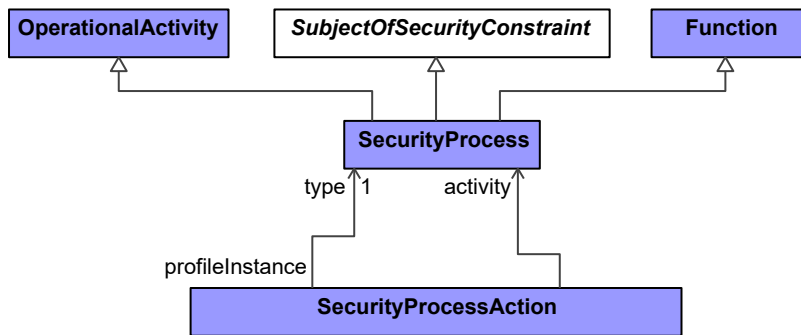 OperationalActivity
SubjectOfSecurityConstraint
Function
SecurityProcess
type 1
activity
profileInstance
SecurityProcessAction